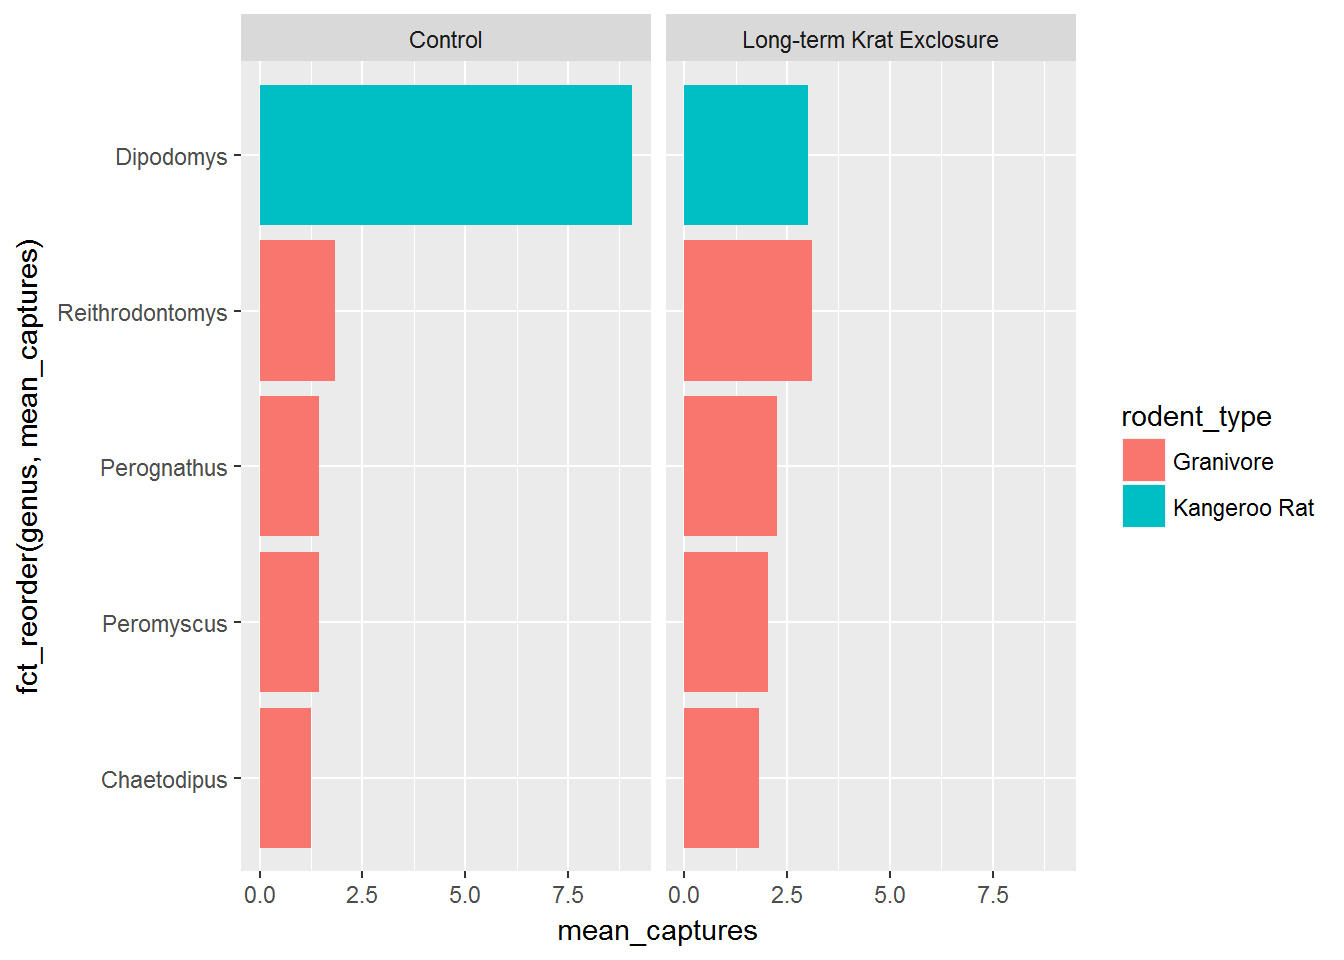 Control
Long-term Krat Exclosure
fct_reorder(genus, mean_captures)
Dipodomys
Reithrodontomys
Perognathus
Peromyscus
Chaetodipus
0.0 2.5 5.0 7.5
0.0 2.5 5.0 7.5
mean_captures
rodent_type
Granivore
Kangeroo Rat